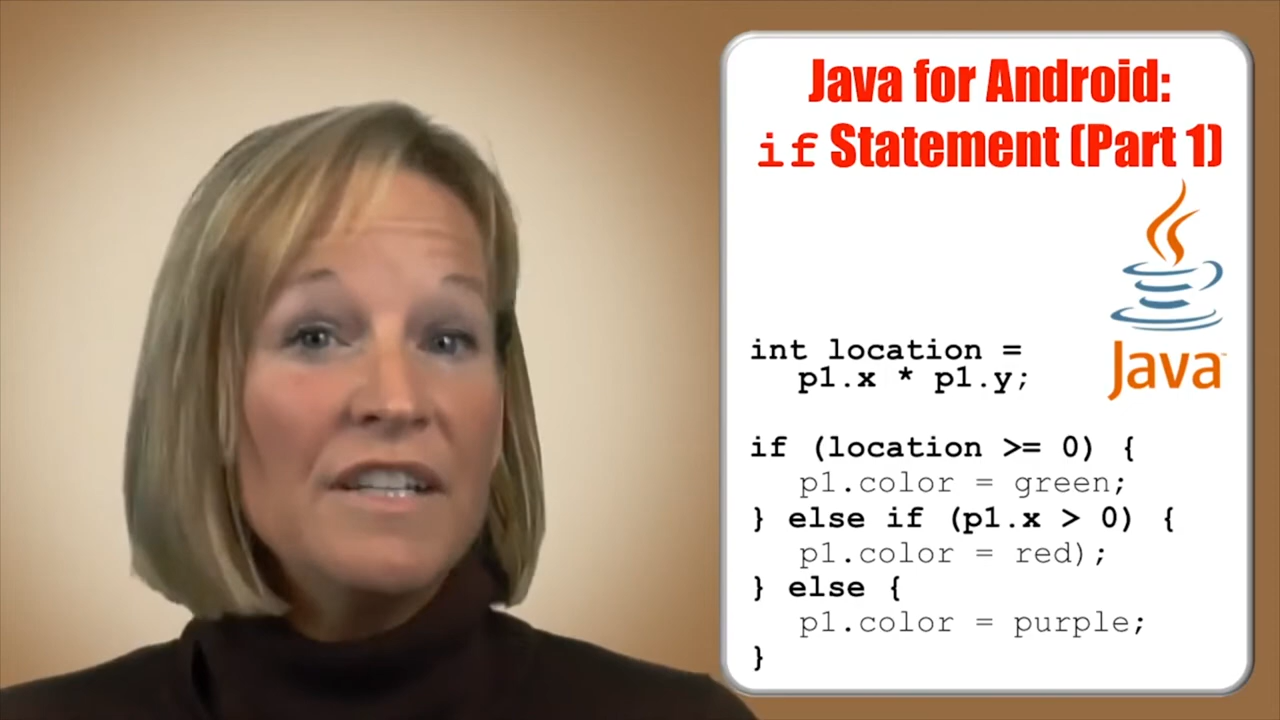 Java for Android:
if Statement (Part 1)
Java™
int location =
p1.x * p1.y;
if (location >= 0) {
p1.color = green;
} else if (p1.x > 0) {
p1.color = red);
} else {
p1.color = purple;
}